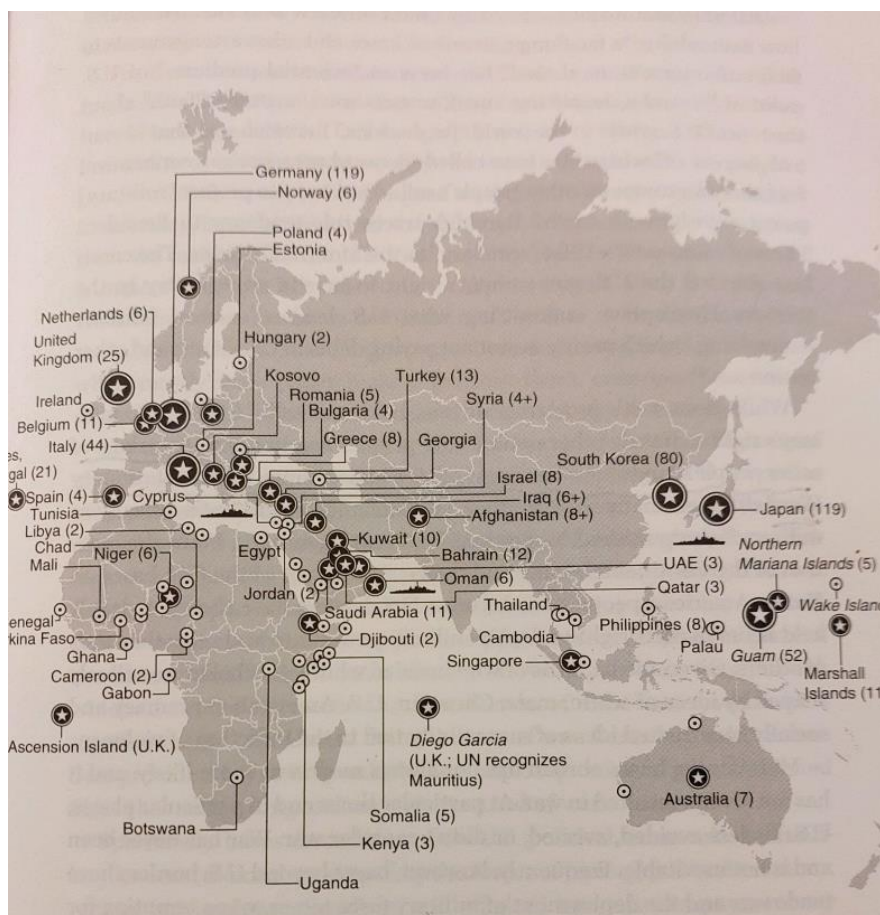 Germany (119)
Norway (6)
Poland (4)
Estonia
Netherlands (6)
Hungary (2)
United
Kingdom (25)
Kosovo
Turkey (13)
Romania (5)
Syria (4+)
Bulgaria (4)
Ireland
Belgium (11)
Greece (8)
Georgia
Italy (44)
South Korea (80)
Israel (8)
es,
gal (21)
Spain (4)
Cyprus
Iraq (6+)
Japan (119)
Tunisia
Afghanistan (8+)
Libya (2)
Egypt
Kuwait (10)
Northern
Mariana Islands (5)
Chad
Niger (6)
Bahrain (12)
UAE (3)
Mali
Oman (6)
Jordan (2)
Qatar (3)
Wake Islan
Saudi Arabia (11)
Thailand
Philippines (8)
enegal
Djibouti (2)
Cambodia
Palau
kina Faso
Ghana
Singapore
Guam (52)
Marshall
Islands (11
Cameroon (2)
Gabon
Ascension Island (U.K.)
Diego Garcia
(U.K.; UN recognizes
Mauritius)
Australia (7)
Somalia (5)
Botswana
Kenya (3)
Uganda